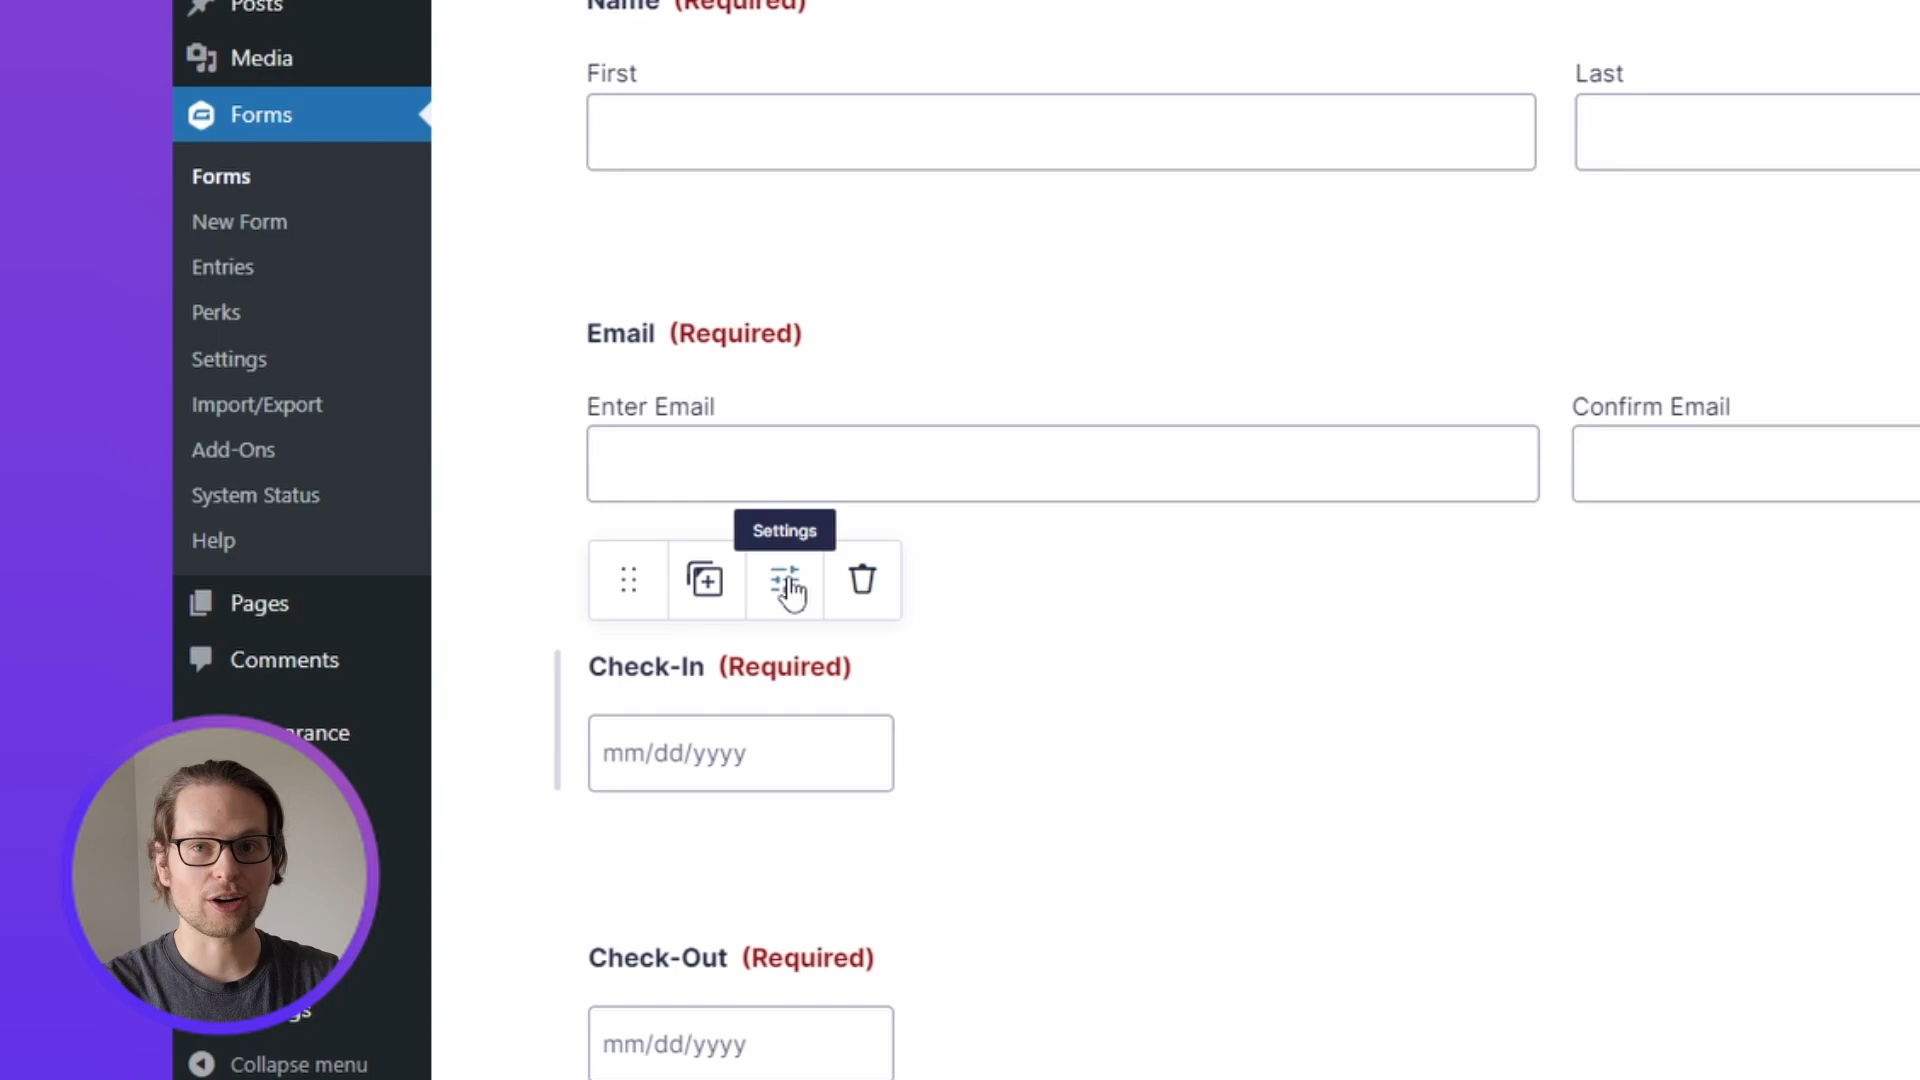 Posts
Media
Forms
Forms
New Form
Entries
Perks
Settings
Import/Export
Add-Ons
System Status
Help
Pages
Comments
Collapse menu
Name (Required)
First
Last
Email (Required)
Enter Email
Confirm Email
Settings
Check-In (Required)
mm/dd/yyyy
Check-Out (Required)
mm/dd/yyyy